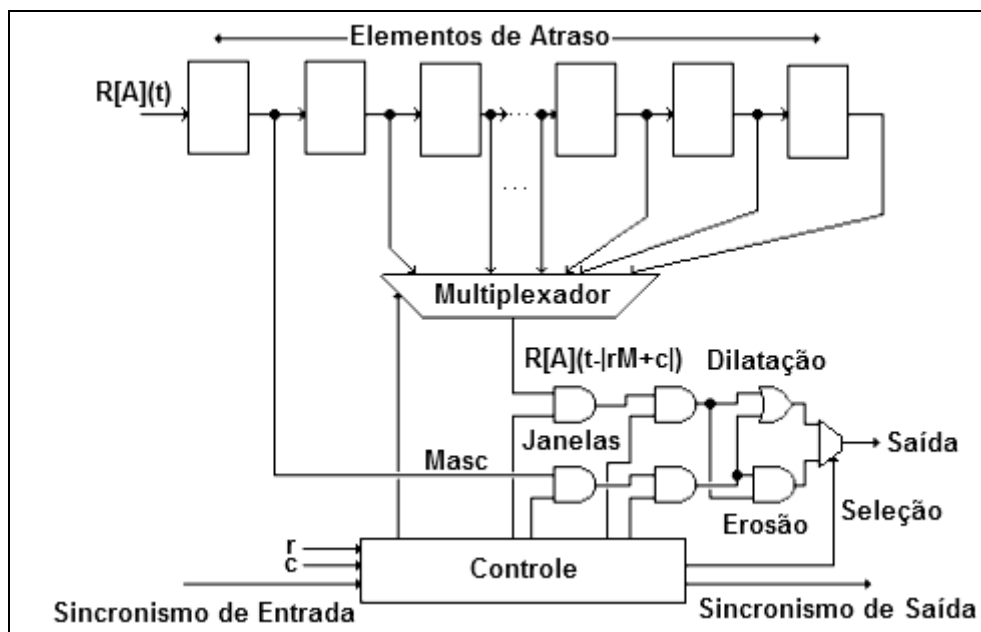 Elementos de Atraso
R[A](t)
...
...
Multiplexador
R[A](t-|rM+c|)
Dilatação
Janelas
Saída
Masc
Erosão
Seleção
r
c
Controle
Sincronismo de Entrada
Sincronismo de Saída